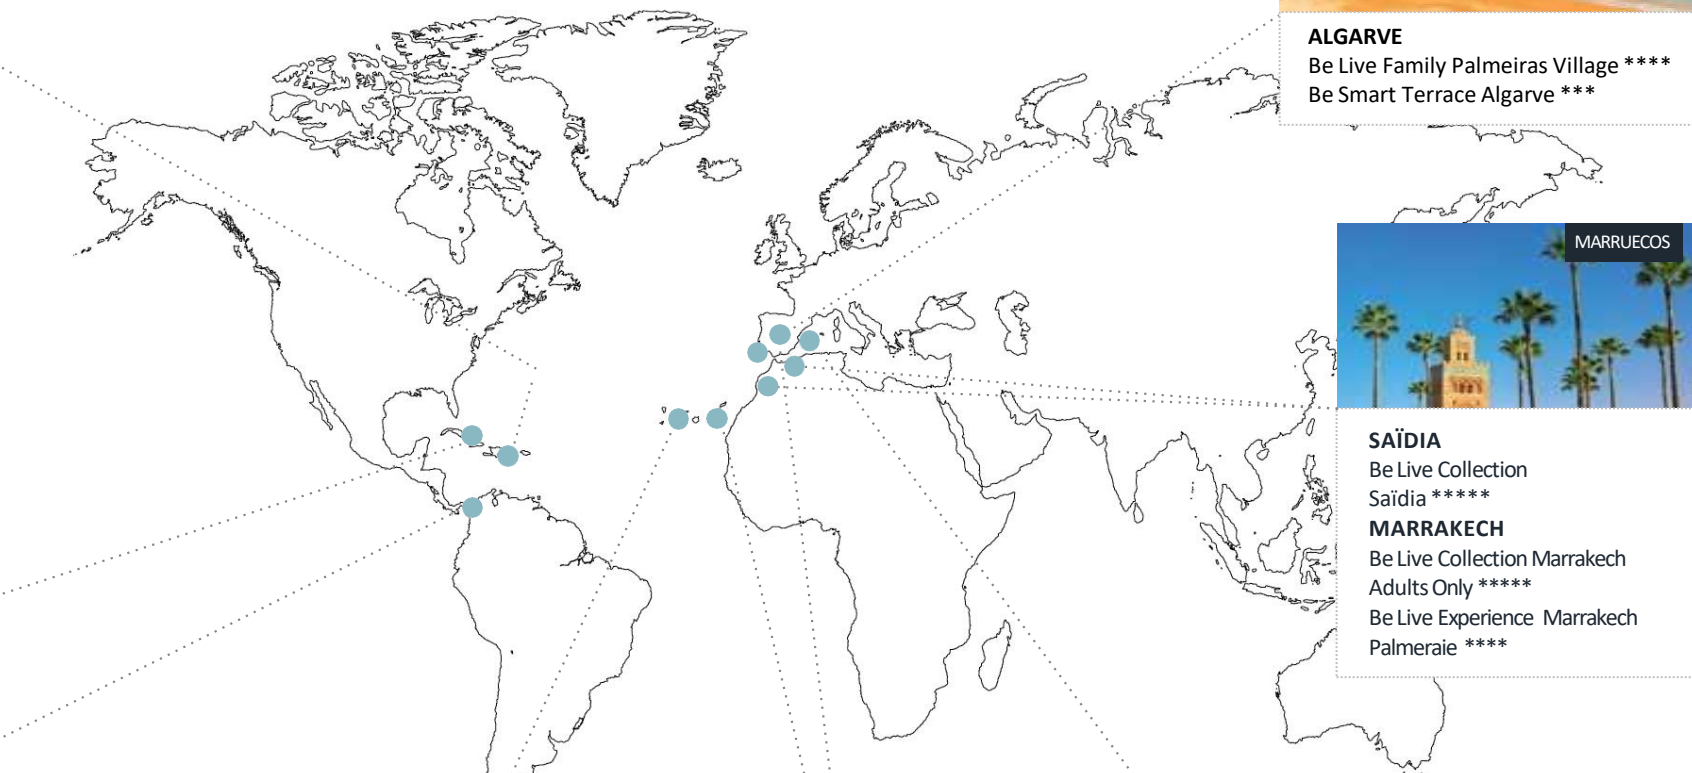 ALGARVE
Be Live Family Palmeiras Village ****
Be Smart Terrace Algarve ***
MARRUECOS
SAÏDIA
Be Live Collection
Saïdia *****
MARRAKECH
Be Live Collection Marrakech
Adults Only *****
Be Live Experience Marrakech
Palmeraie ****